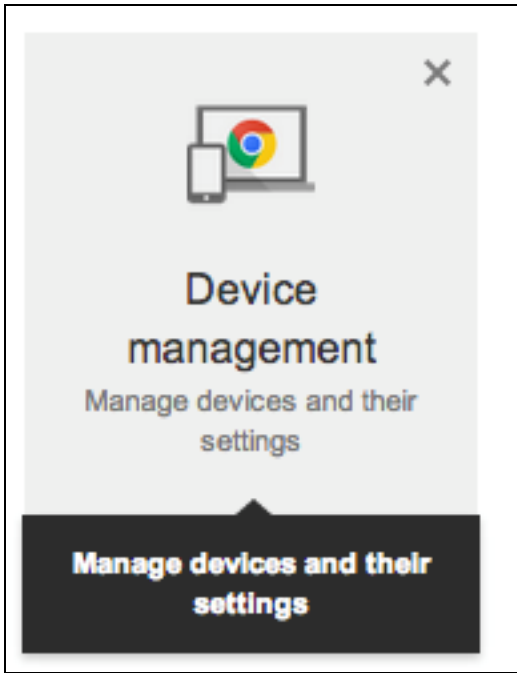 Device
management
Manage devices and their
settings
Manage devices and their
settings